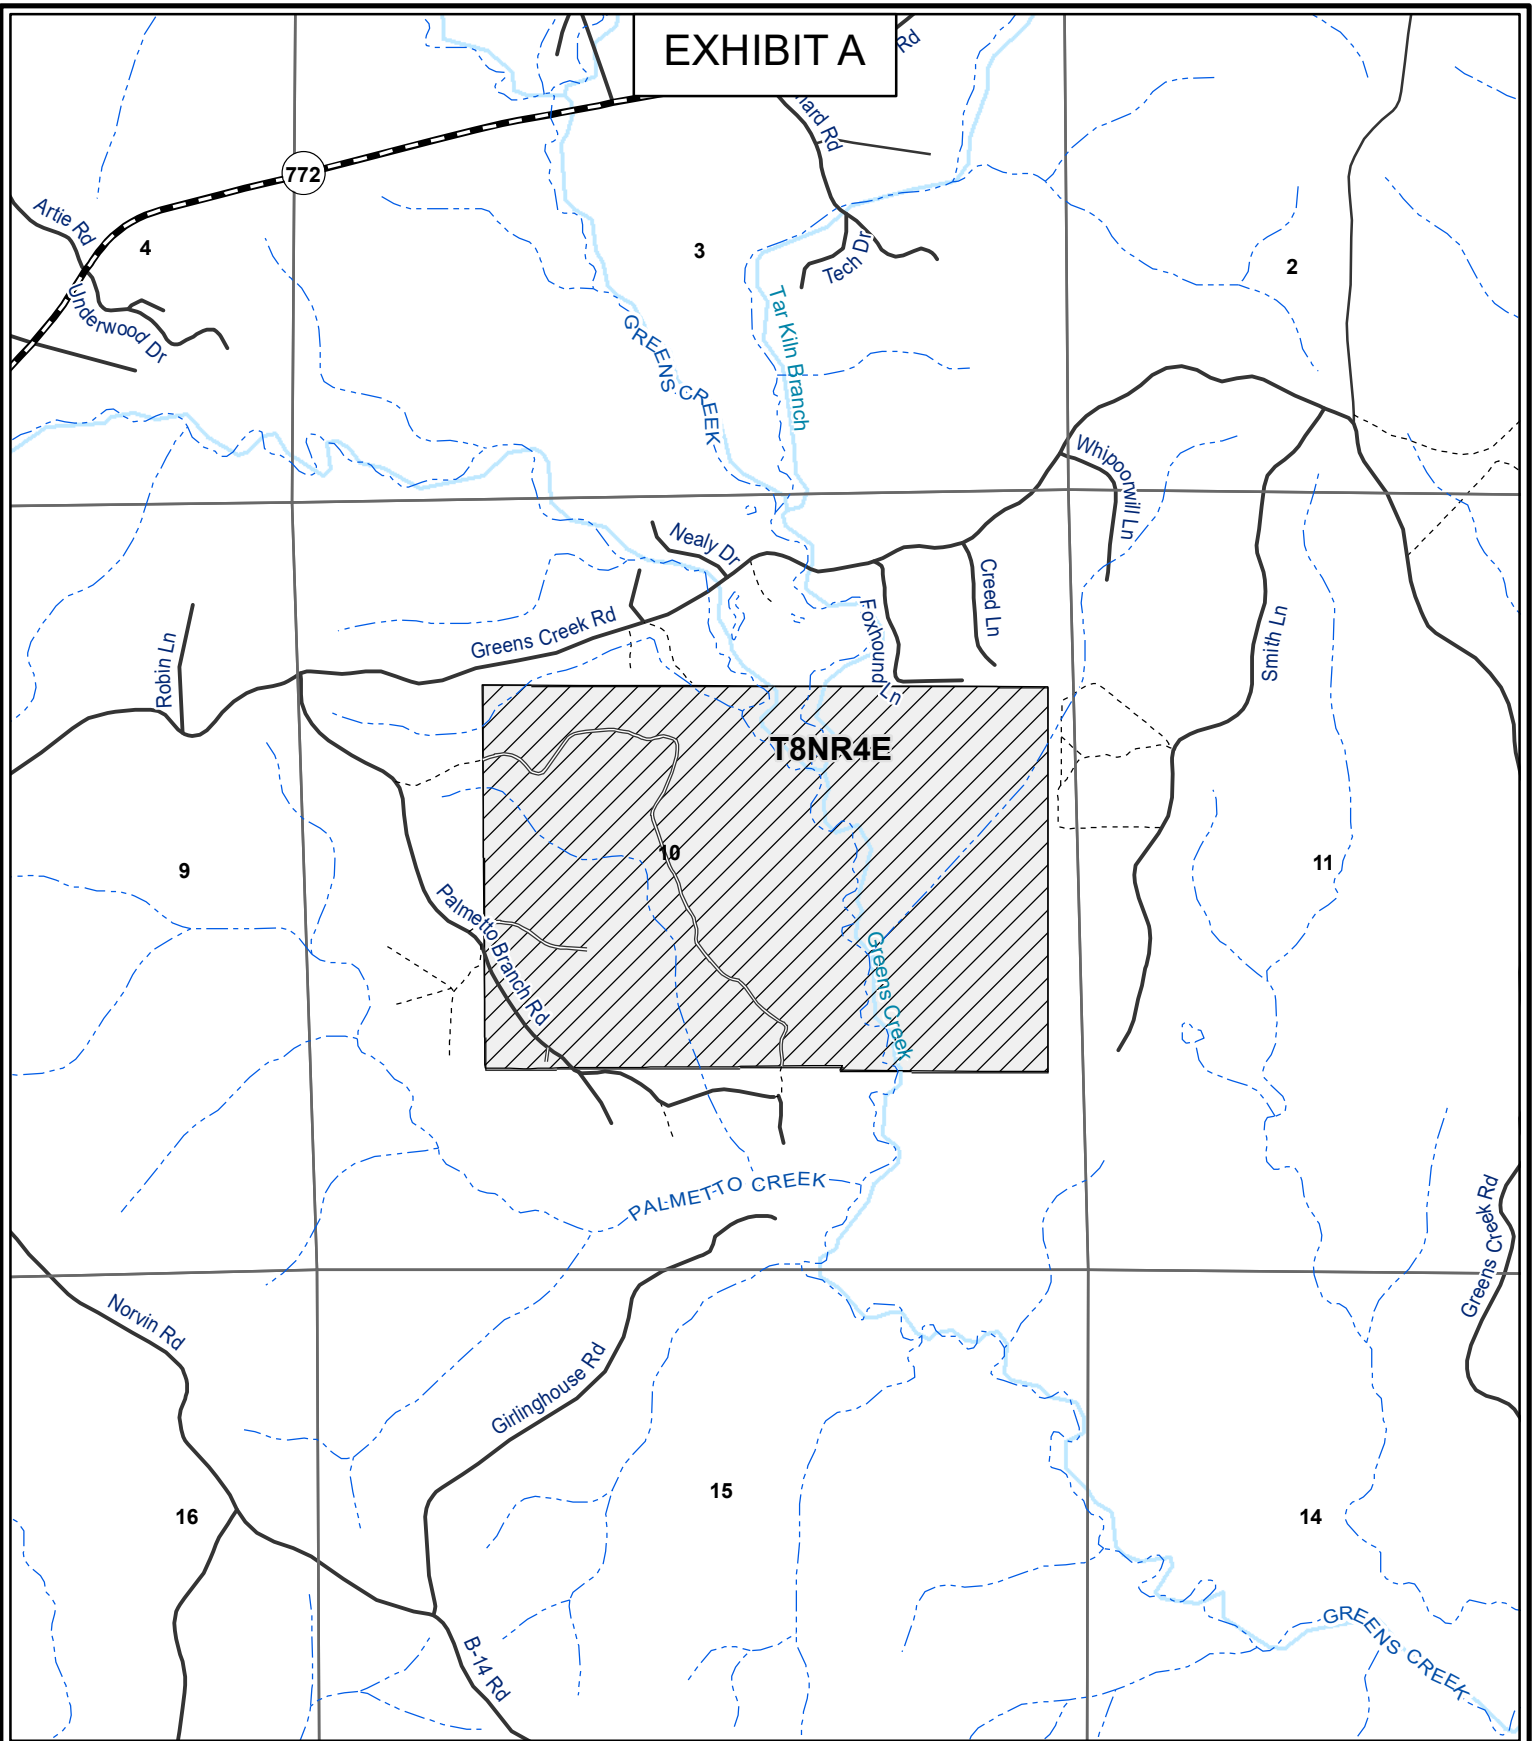 EXHIBIT A
Rd
hard Rd
772
Artie Rd
4
3
2
Tech Dr
Underwood Dr
GREENS CREEK
Tar Kiln Branch
Whipoorwill Ln
Nealy Dr
Creed Ln
Foxhound Ln
Greens Creek Rd
Robin Ln
Smith Ln
T8NR4E
10
9
11
Palmetto Branch Rd
Greens Creek
PALMETTO CREEK
Greens Creek Rd
Norvin Rd
Girlinghouse Rd
15
16
14
GREENS CREEK
B-14 Rd